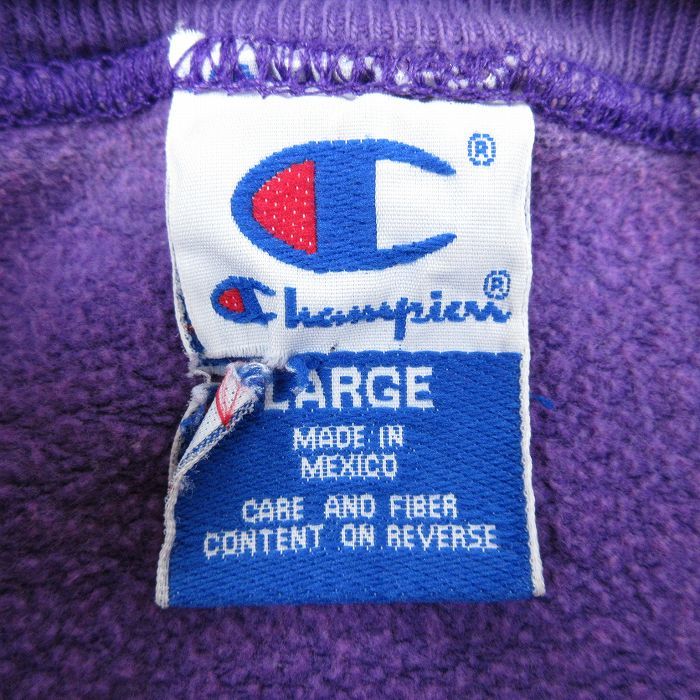 ®
Champion®
LARGE
MADE IN
MEXICO
CARE AND FIBER
CONTENT ON REVERSE